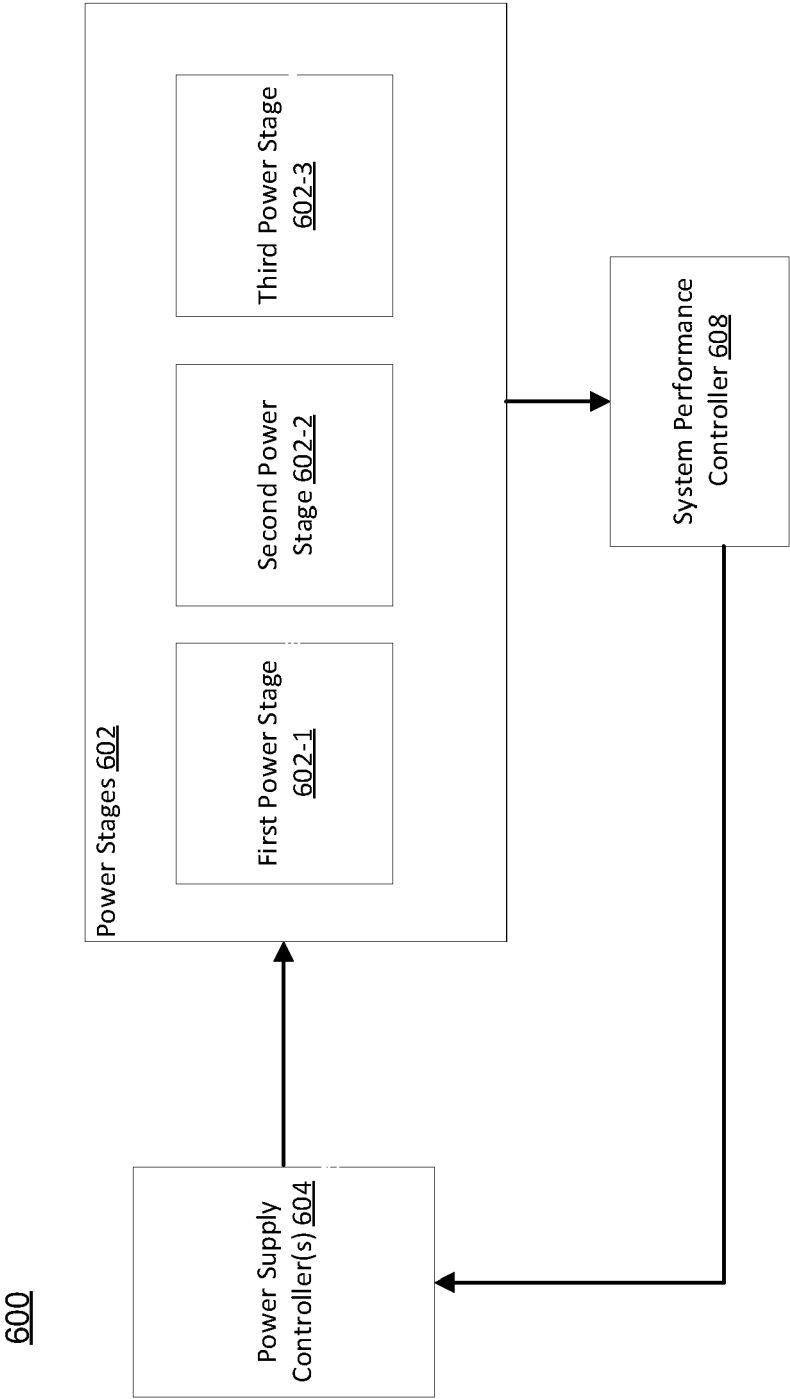 600
Power Supply
Controller(s) 604
Power Stages 602
First Power Stage
602-1
Second Power
Stage 602-2
Third Power Stage
602-3
System Performance
Controller 608